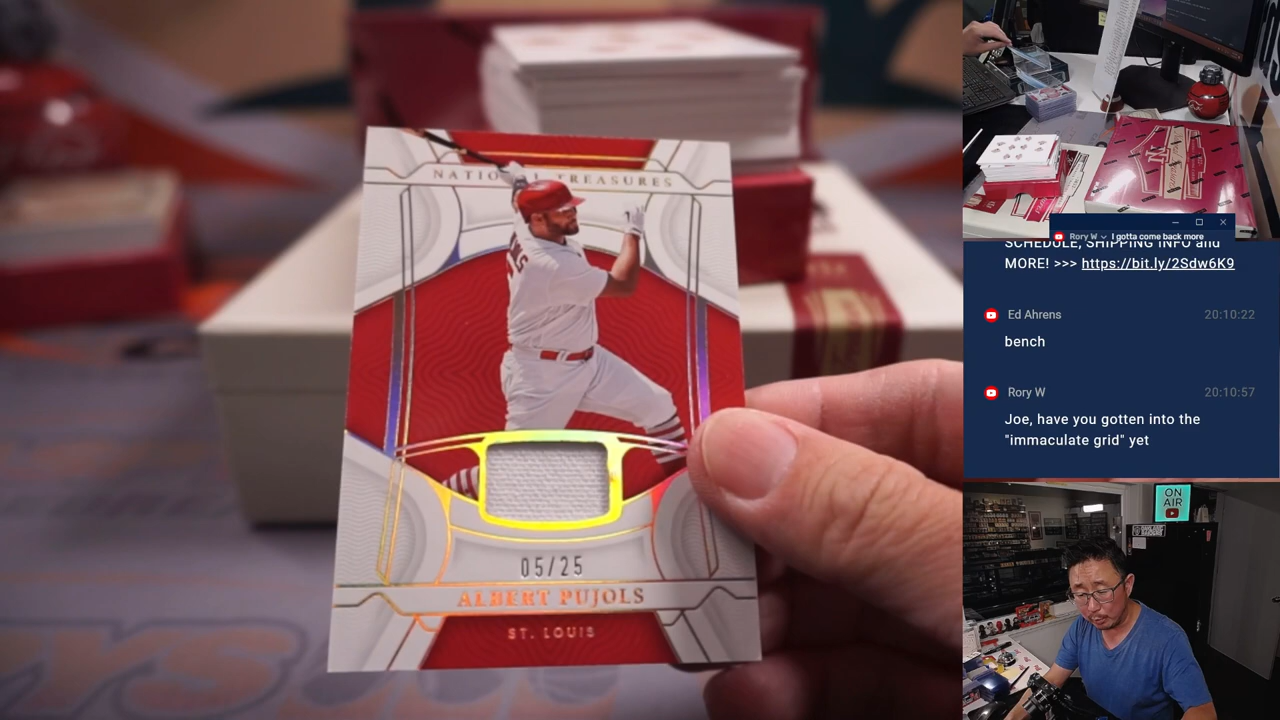 NATIONAL TREASURES
05/25
ALBERT PUJOLS
ST. LOUIS
Rory W I gotta come back more
SCHEDULE, SHIPPING INFO and
MORE! >>> https://bit.ly/2Sdw6K9
Ed Ahrens 20:10:22
bench
Rory W 20:10:57
Joe, have you gotten into the
"immaculate grid" yet
ON
AIR